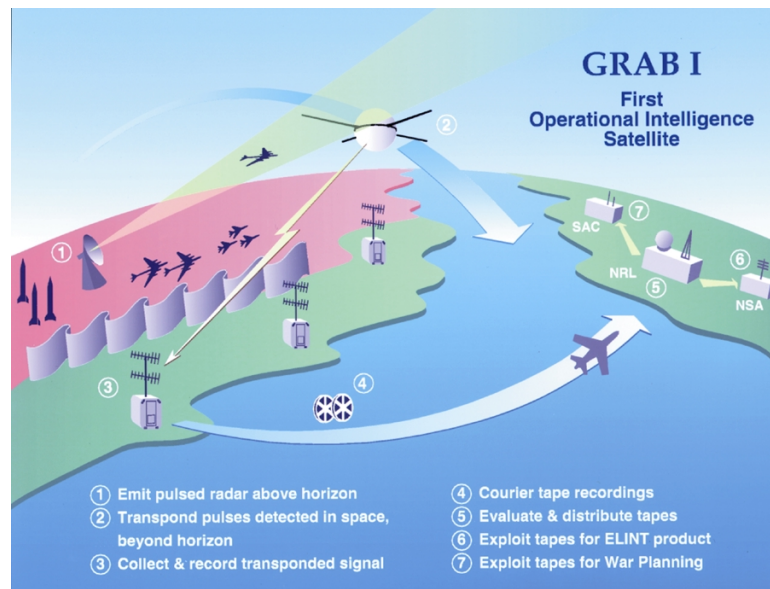 GRAB I
First
Operational Intelligence
Satellite
2
1
7
SAC
6
NRL
5
NSA
3
4
1 Emit pulsed radar above horizon
2 Transpond pulses detected in space,
beyond horizon
3 Collect & record transponded signal
4 Courier tape recordings
5 Evaluate & distribute tapes
6 Exploit tapes for ELINT product
7 Exploit tapes for War Planning